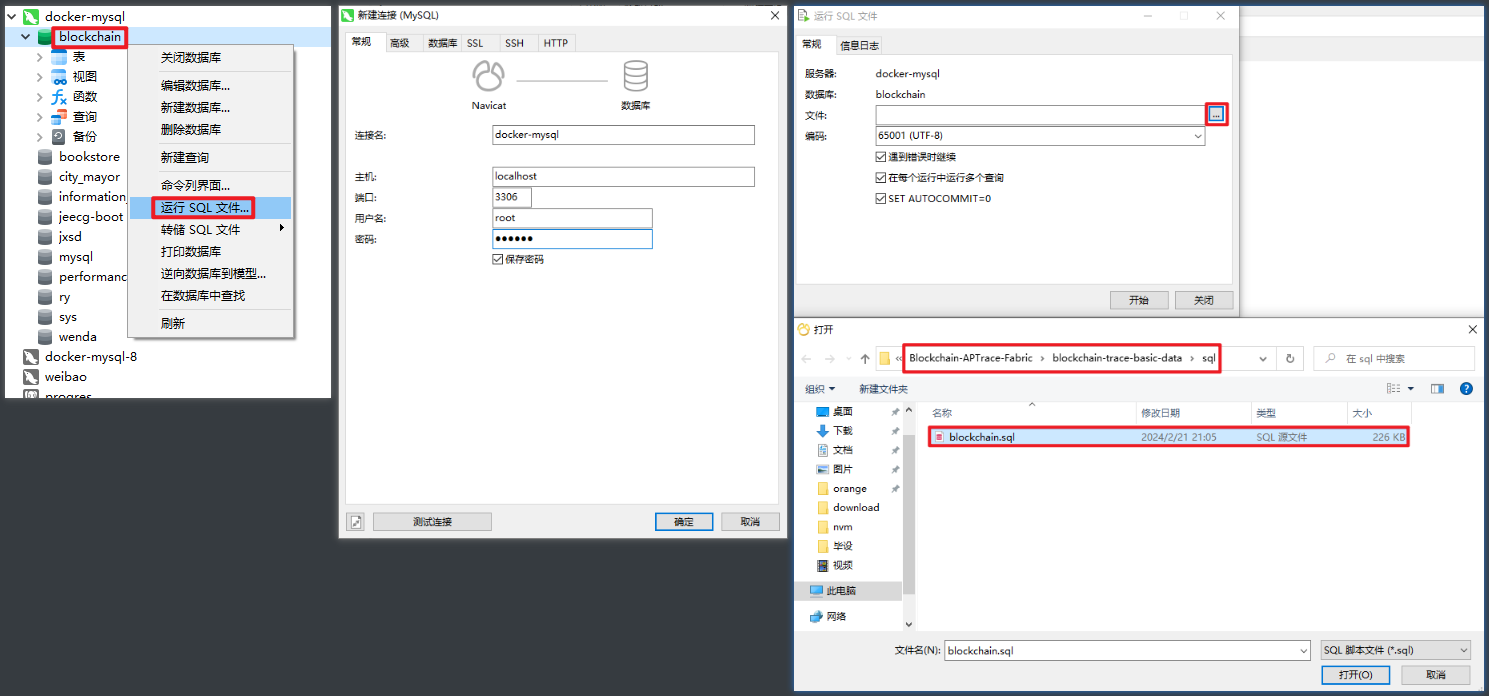 docker-mysql
blockchain
表
视图
函数
查询
备份
bookstore
city_mayor
information_
jeecg-boot
jxsd
mysql
performanc
ry
sys
wenda
docker-mysql-8
weibao
progres
关闭数据库
编辑数据库...
新建数据库...
删除数据库
新建查询
命令列界面...
运行 SQL 文件...
转储 SQL 文件
打印数据库
逆向数据库到模型...
在数据库中查找
刷新
新建连接 (MySQL)
常规 高级 数据库 SSL SSH HTTP
Navicat 数据库
连接名: docker-mysql
主机: localhost
端口: 3306
用户名: root
密码: ●●●●●●
保存密码
测试连接 确定 取消
运行 SQL 文件
常规 信息日志
服务器: docker-mysql
数据库: blockchain
文件: ...
编码: 65001 (UTF-8)
遇到错误时继续
在每个运行中运行多个查询
SET AUTOCOMMIT=0
开始 关闭
打开
« Blockchain-APTrace-Fabric › blockchain-trace-basic-data › sql 在 sql 中搜索
组织 新建文件夹
桌面
下载
文档
图片
orange
download
nvm
毕设
视频
此电脑
网络
名称 修改日期 类型 大小
blockchain.sql 2024/2/21 21:05 SQL 源文件 226 KB
文件名(N): blockchain.sql SQL 脚本文件 (*.sql)
打开(O) 取消